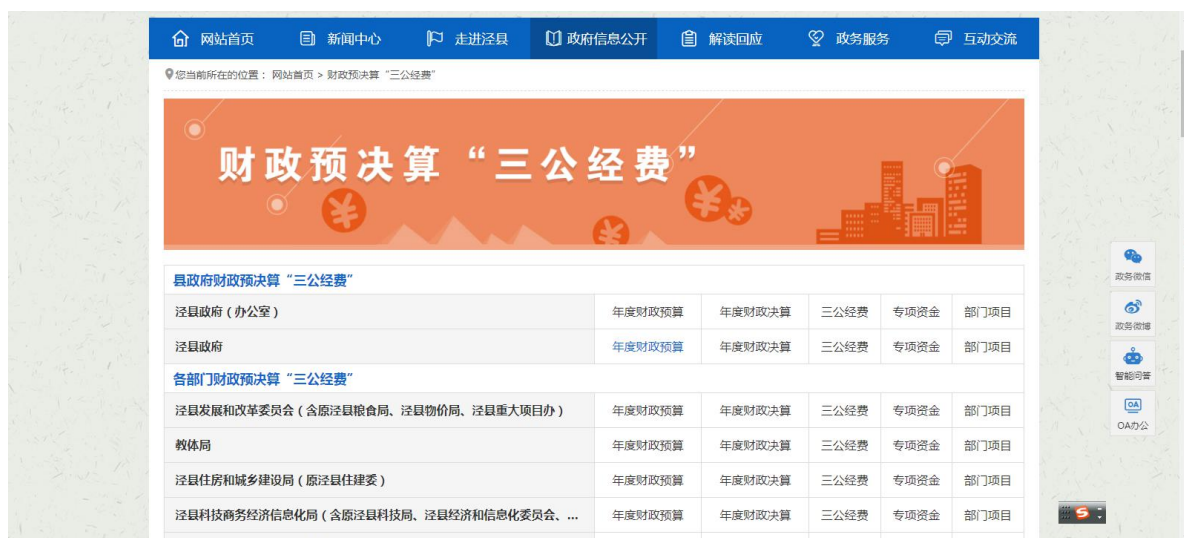 网站首页 新闻中心 走进泾县 政府信息公开 解读回应 政务服务 互动交流
您当前所在的位置： 网站首页 > 财政预决算“三公经费”
财政预决算“三公经费”
县政府财政预决算“三公经费”
泾县政府（办公室） 年度财政预算 年度财政决算 三公经费 专项资金 部门项目
泾县政府 年度财政预算 年度财政决算 三公经费 专项资金 部门项目
各部门财政预决算“三公经费”
泾县发展和改革委员会（含原泾县粮食局、泾县物价局、泾县重大项目办） 年度财政预算 年度财政决算 三公经费 专项资金 部门项目
教体局 年度财政预算 年度财政决算 三公经费 专项资金 部门项目
泾县住房和城乡建设局（原泾县住建委） 年度财政预算 年度财政决算 三公经费 专项资金 部门项目
泾县科技商务经济信息化局（含原泾县科技局、泾县经济和信息化委员会、... 年度财政预算 年度财政决算 三公经费 专项资金 部门项目
政务微信
政务微博
智能问答
OA
OA办公
S